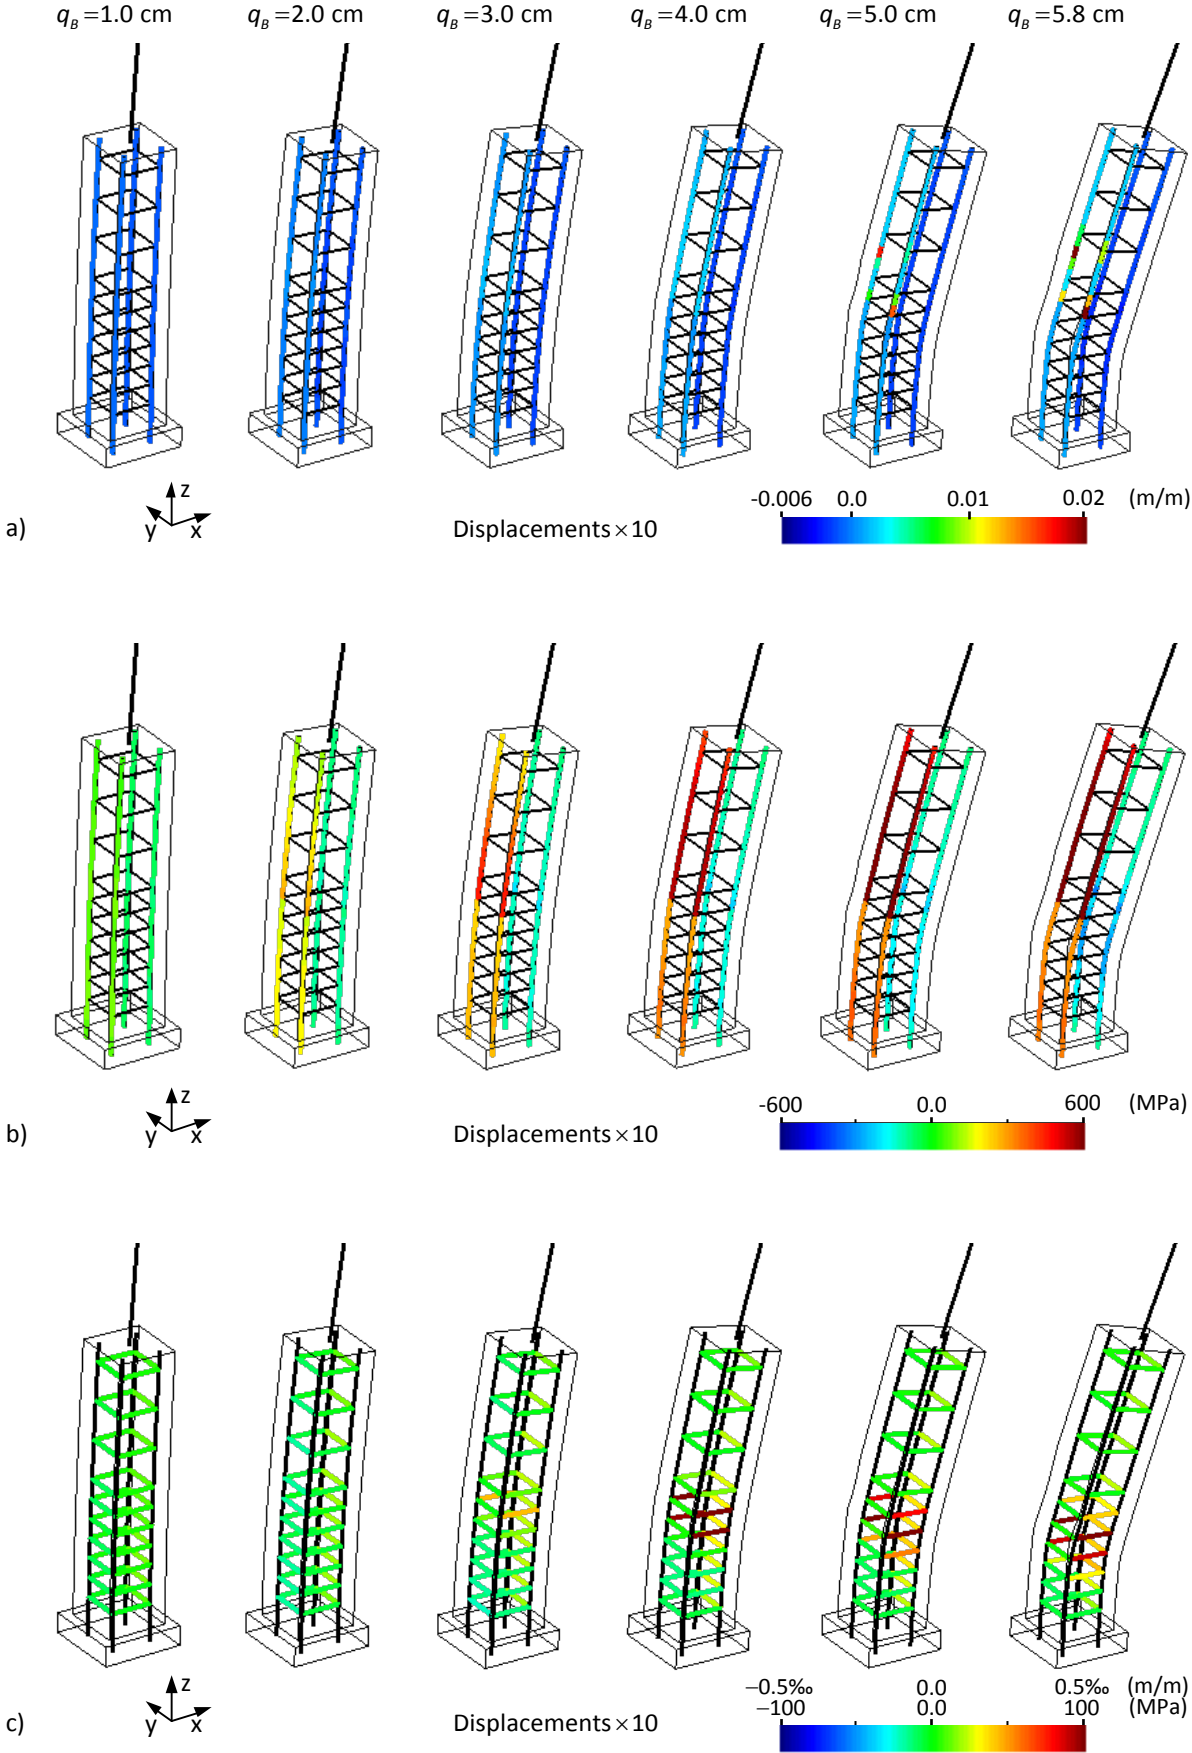 q_B =1.0 cm q_B =2.0 cm q_B =3.0 cm q_B =4.0 cm q_B =5.0 cm q_B =5.8 cm
-0.006 0.0 0.01 0.02 (m/m)
z
y x
a) Displacements×10
-600 0.0 600 (MPa)
z
y x
b) Displacements×10
−0.5‰ 0.0 0.5‰ (m/m)
−100 0.0 100 (MPa)
z
y x
c) Displacements×10